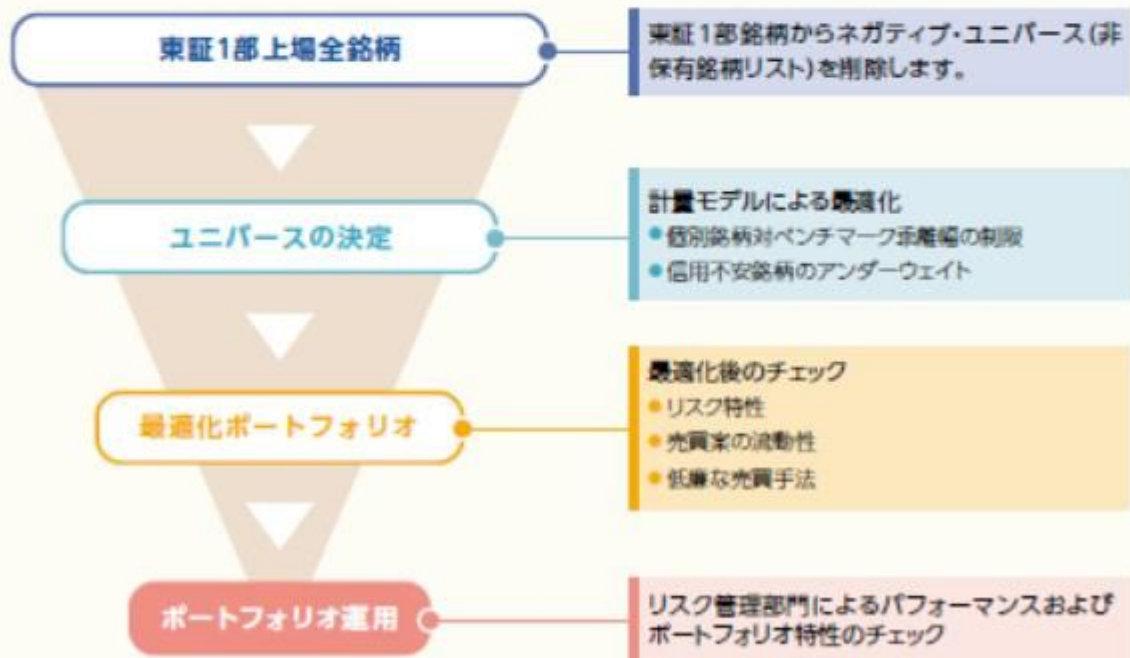 東証1部上場全銘柄
東証1部銘柄からネガティブ・ユニバース(非
保有銘柄リスト)を削除します。
ユニバースの決定
計量モデルによる最適化
●個別銘柄対ベンチマーク乖離幅の制限
●信用不安銘柄のアンダーウェイト
最適化ポートフォリオ
最適化後のチェック
●リスク特性
●売買案の流動性
●低廉な売買手法
ポートフォリオ運用
リスク管理部門によるパフォーマンスおよび
ポートフォリオ特性のチェック